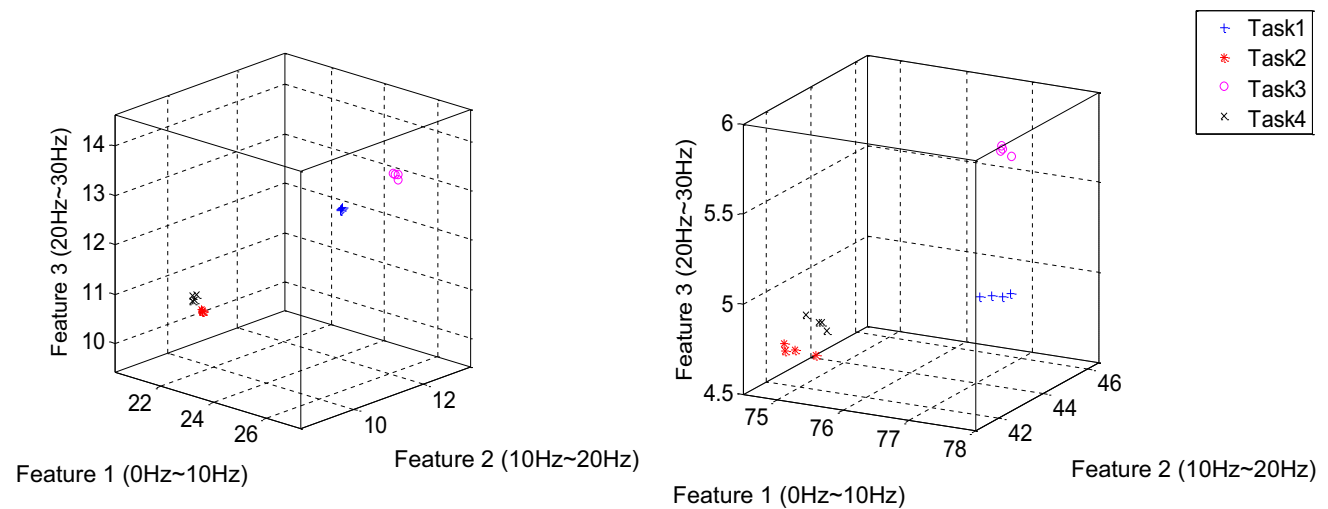 Task1
Task2
Task3
Task4
14
13
12
11
10
Feature 3 (20Hz~30Hz)
22
24
26
10
12
Feature 1 (0Hz~10Hz)
Feature 2 (10Hz~20Hz)
6
5.5
5
4.5
Feature 3 (20Hz~30Hz)
75
76
77
78
42
44
46
Feature 1 (0Hz~10Hz)
Feature 2 (10Hz~20Hz)